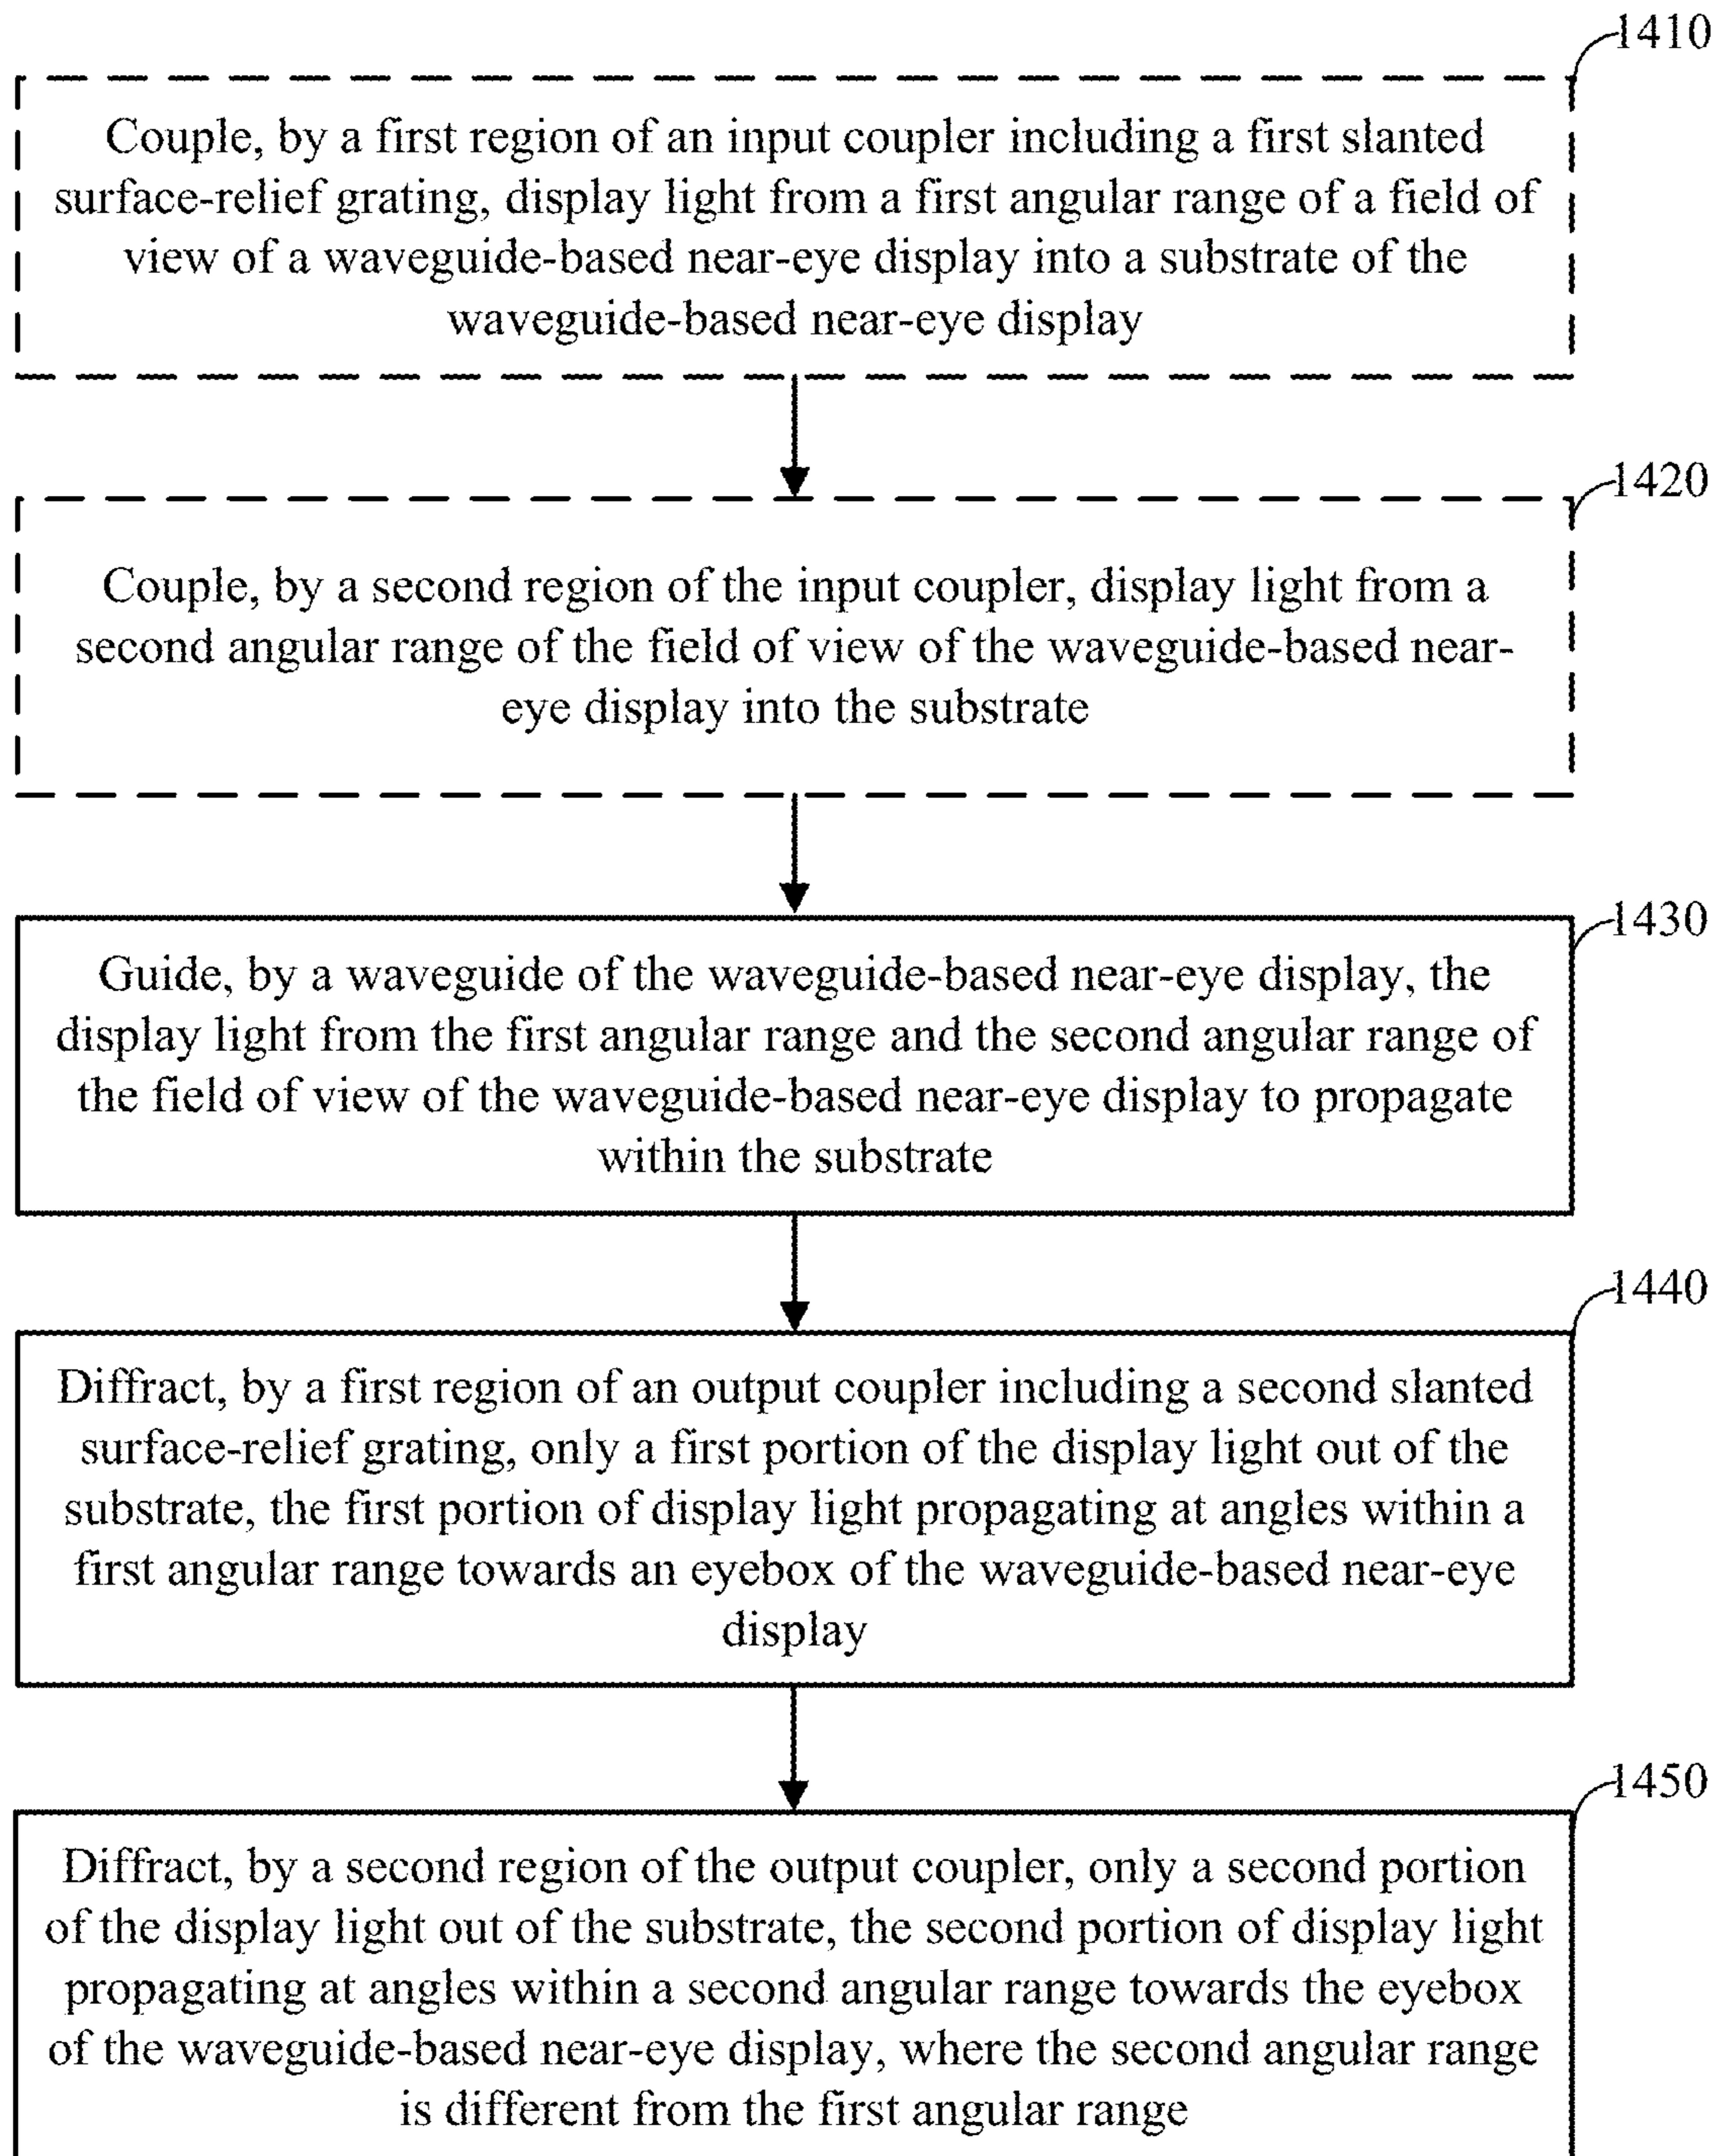 1410
Couple, by a first region of an input coupler including a first slanted
surface-relief grating, display light from a first angular range of a field of
view of a waveguide-based near-eye display into a substrate of the
waveguide-based near-eye display
1420
Couple, by a second region of the input coupler, display light from a
second angular range of the field of view of the waveguide-based near-
eye display into the substrate
1430
Guide, by a waveguide of the waveguide-based near-eye display, the
display light from the first angular range and the second angular range of
the field of view of the waveguide-based near-eye display to propagate
within the substrate
1440
Diffract, by a first region of an output coupler including a second slanted
surface-relief grating, only a first portion of the display light out of the
substrate, the first portion of display light propagating at angles within a
first angular range towards an eyebox of the waveguide-based near-eye
display
1450
Diffract, by a second region of the output coupler, only a second portion
of the display light out of the substrate, the second portion of display light
propagating at angles within a second angular range towards the eyebox
of the waveguide-based near-eye display, where the second angular range
is different from the first angular range